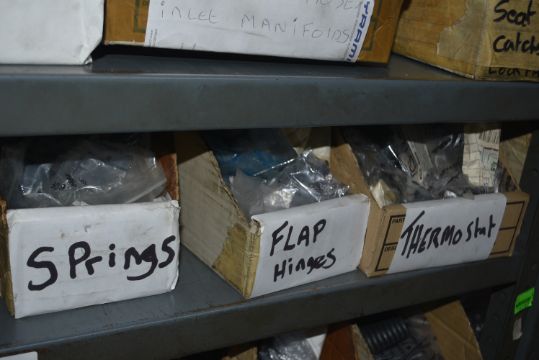 INLET MANIFOLDS
Seat
Catch
SPrings
FLAP
Hinges
THERMOstat